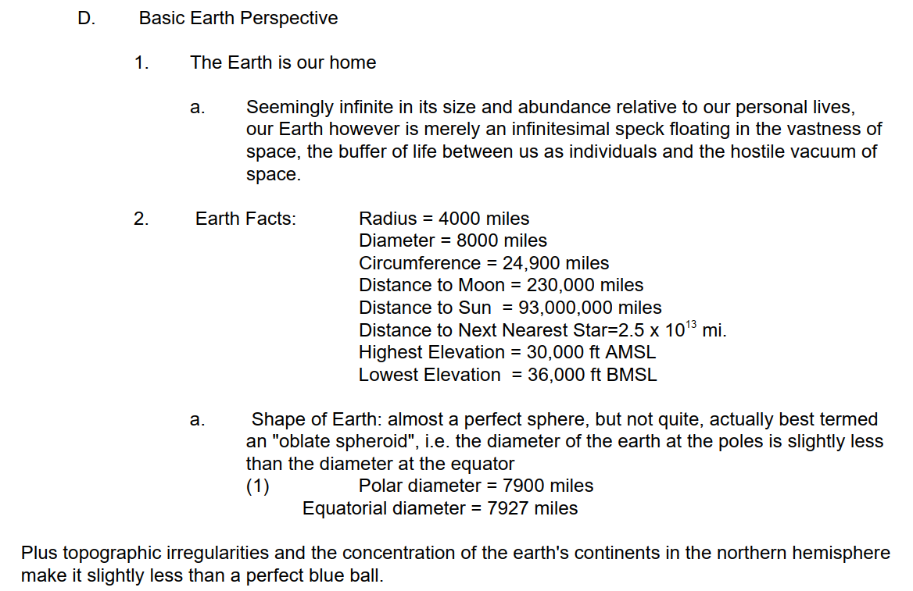 D. Basic Earth Perspective
1. The Earth is our home
a. Seemingly infinite in its size and abundance relative to our personal lives,
our Earth however is merely an infinitesimal speck floating in the vastness of
space, the buffer of life between us as individuals and the hostile vacuum of
space.
2. Earth Facts: Radius = 4000 miles
Diameter = 8000 miles
Circumference = 24,900 miles
Distance to Moon = 230,000 miles
Distance to Sun = 93,000,000 miles
Distance to Next Nearest Star=2.5 x 10¹³ mi.
Highest Elevation = 30,000 ft AMSL
Lowest Elevation = 36,000 ft BMSL
a. Shape of Earth: almost a perfect sphere, but not quite, actually best termed
an "oblate spheroid", i.e. the diameter of the earth at the poles is slightly less
than the diameter at the equator
(1) Polar diameter = 7900 miles
Equatorial diameter = 7927 miles
Plus topographic irregularities and the concentration of the earth's continents in the northern hemisphere
make it slightly less than a perfect blue ball.